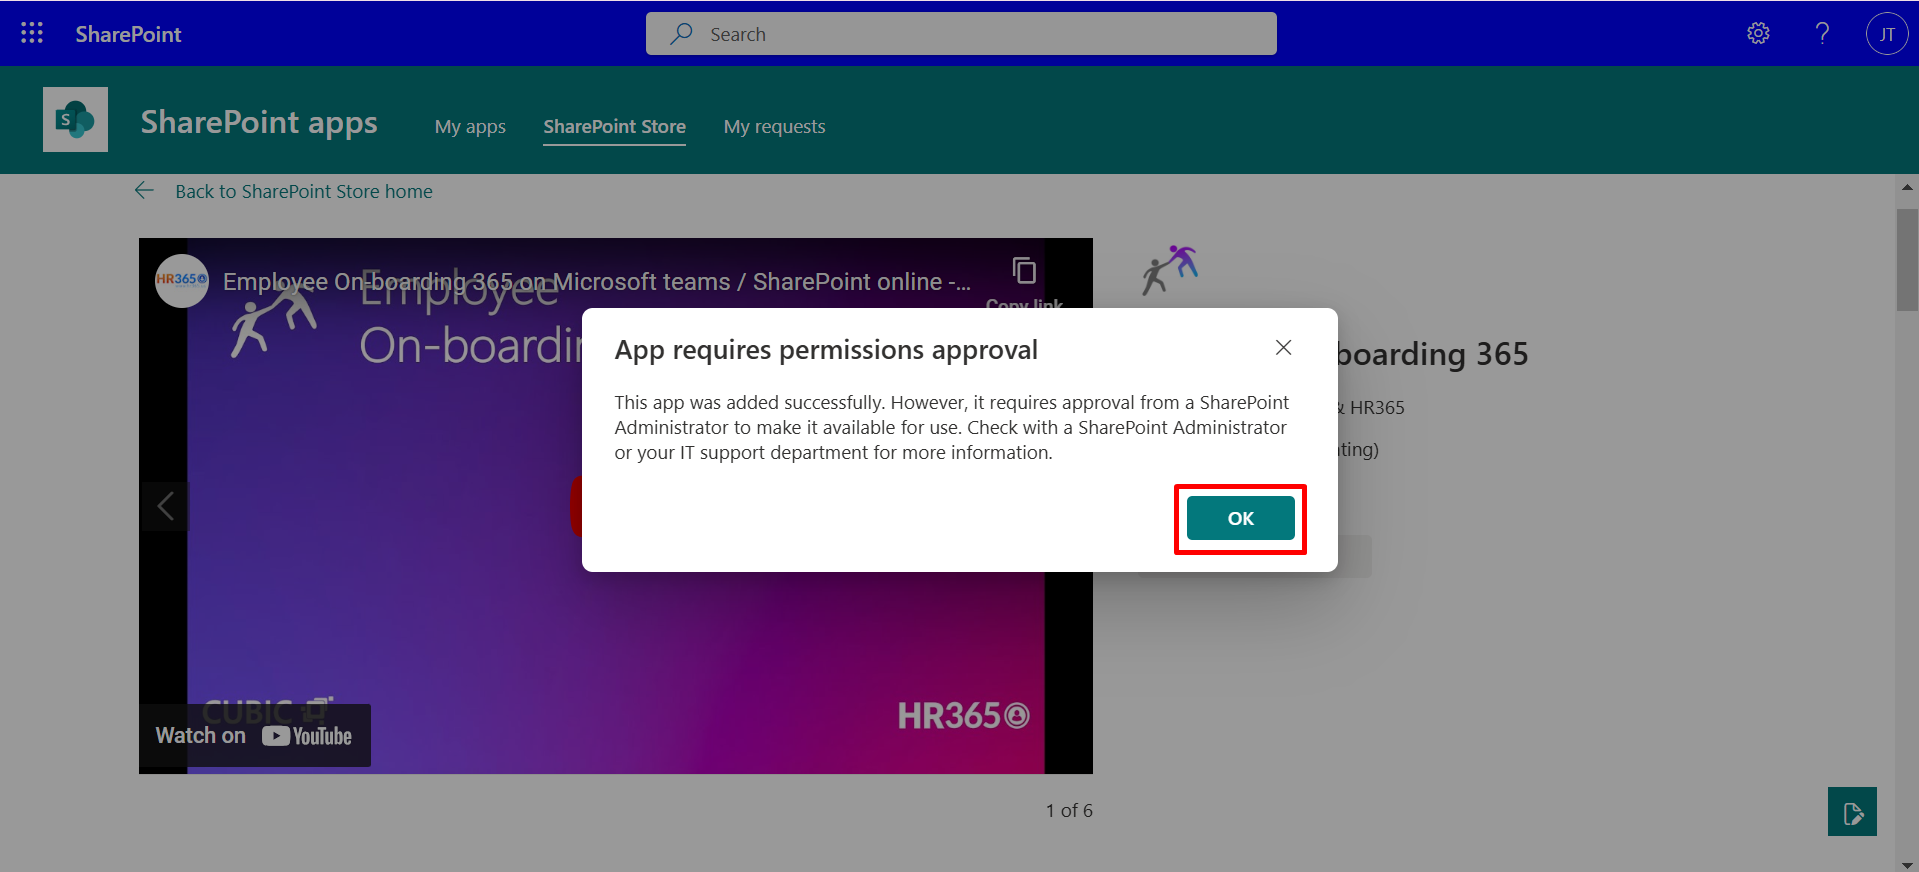 SharePoint
Search
JT
S
SharePoint apps
My apps
SharePoint Store
My requests
Back to SharePoint Store home
HR365
Employee On-boarding 365 on Microsoft teams / SharePoint online -...
Copy link
Employee
On-boardin
App requires permissions approval
This app was added successfully. However, it requires approval from a SharePoint
Administrator to make it available for use. Check with a SharePoint Administrator
or your IT support department for more information.
OK
boarding 365
& HR365
ting)
CUBIC
HR365
Watch on YouTube
1 of 6